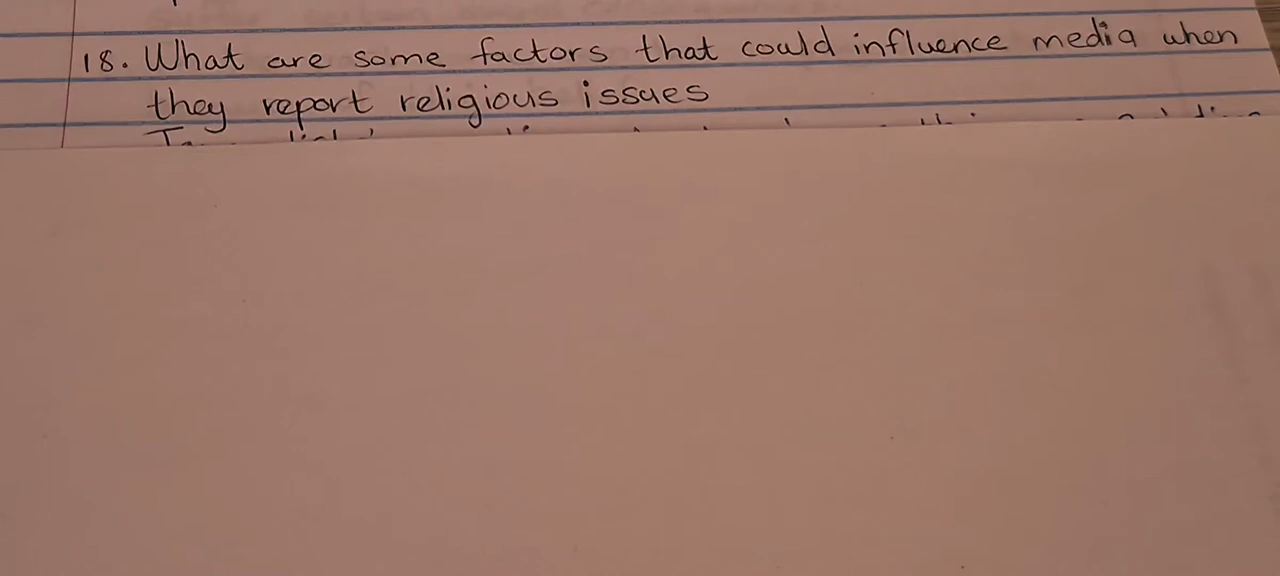 18. What are some factors that could influence media when
they report religious issues